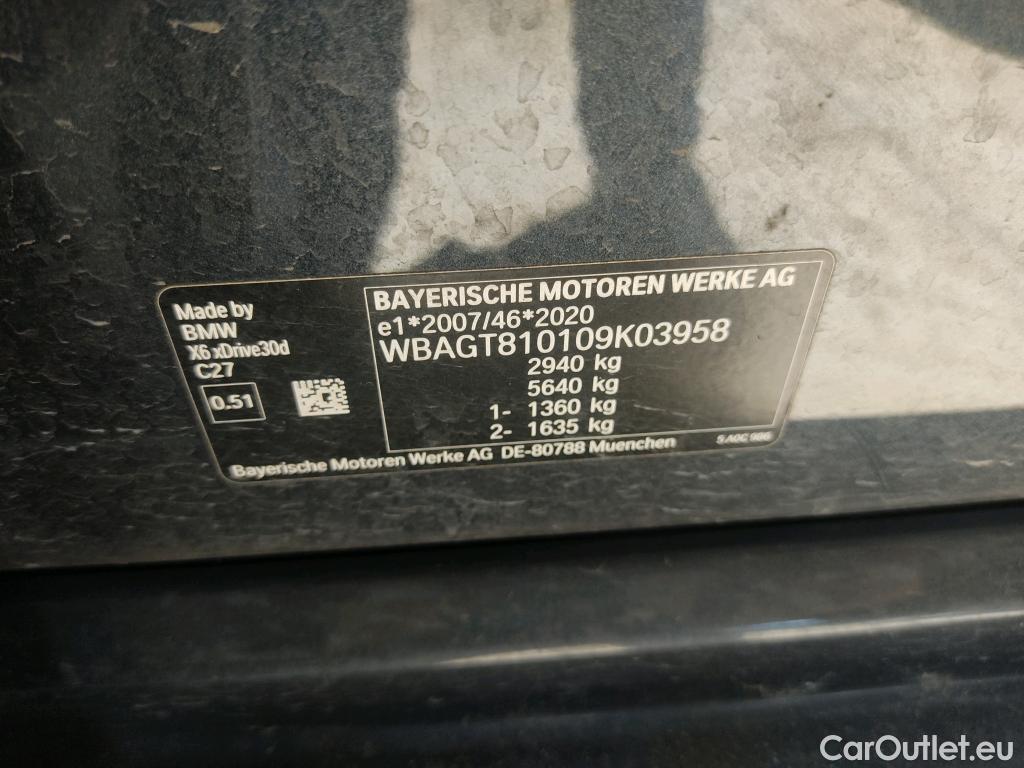 Made by
BMW
X6 xDrive30d
C27
0.51
BAYERISCHE MOTOREN WERKE AG
e1*2007/46*2020
WBAGT810109K03958
2940 kg
5640 kg
1- 1360 kg
2- 1635 kg
Bayerische Motoren Werke AG DE-80788 Muenchen
CarOutlet.eu